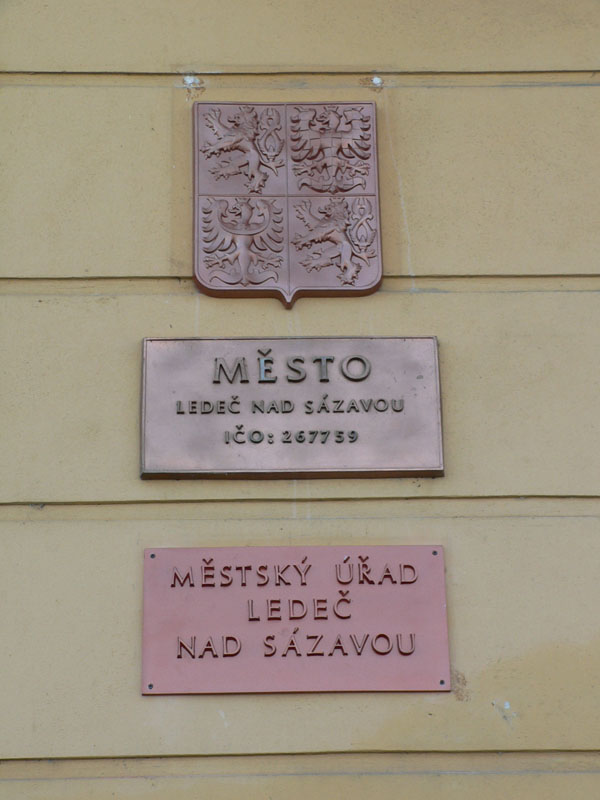 MĚSTO
LEDEČ NAD SÁZAVOU
IČO: 267759
MĚSTSKÝ ÚŘAD
LEDEČ
NAD SÁZAVOU